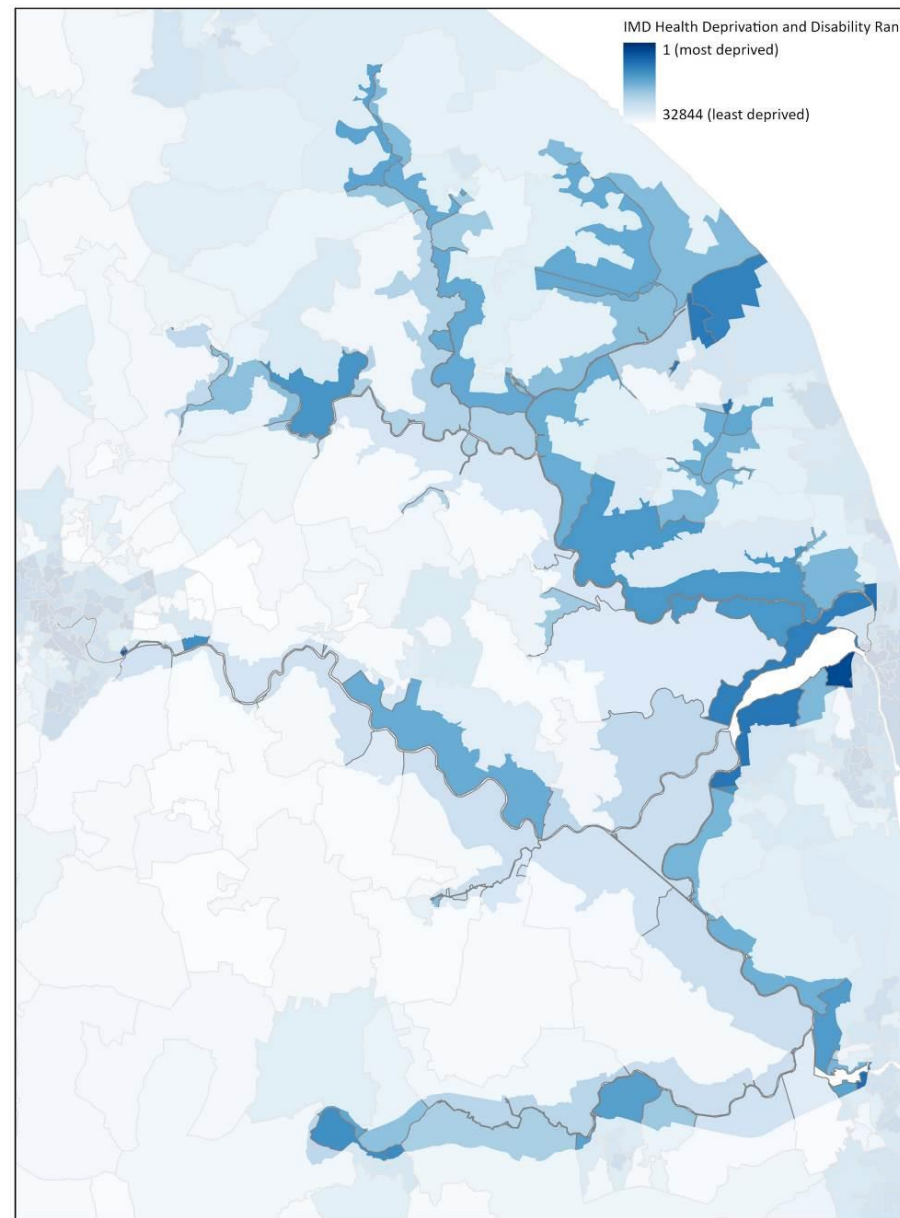 IMD Health Deprivation and Disability Ran
1 (most deprived)
32844 (least deprived)